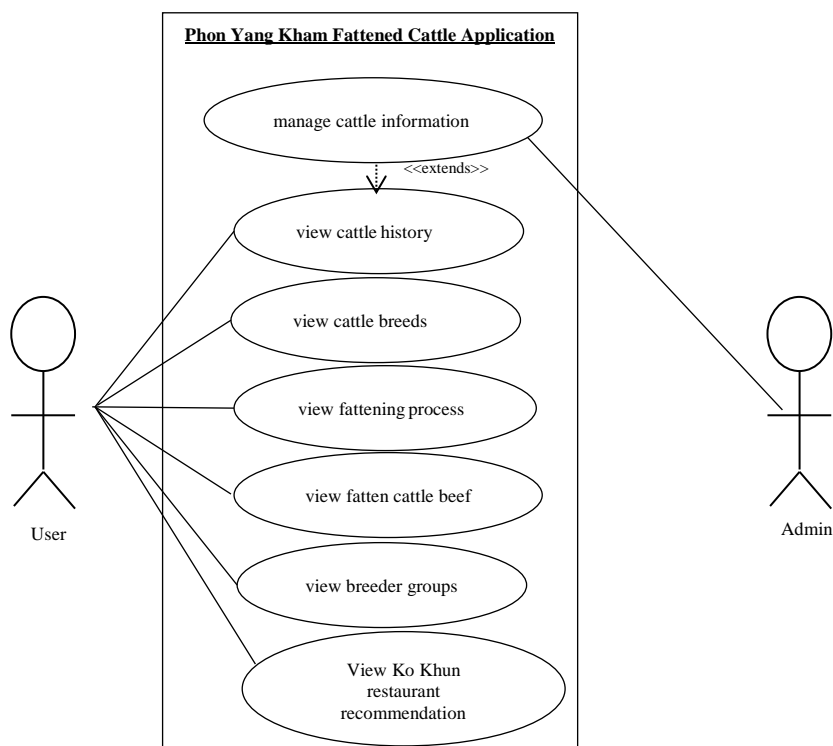 Phon Yang Kham Fattened Cattle Application
manage cattle information
<<extends>>
view cattle history
view cattle breeds
view fattening process
view fatten cattle beef
User
Admin
view breeder groups
View Ko Khun
restaurant
recommendation